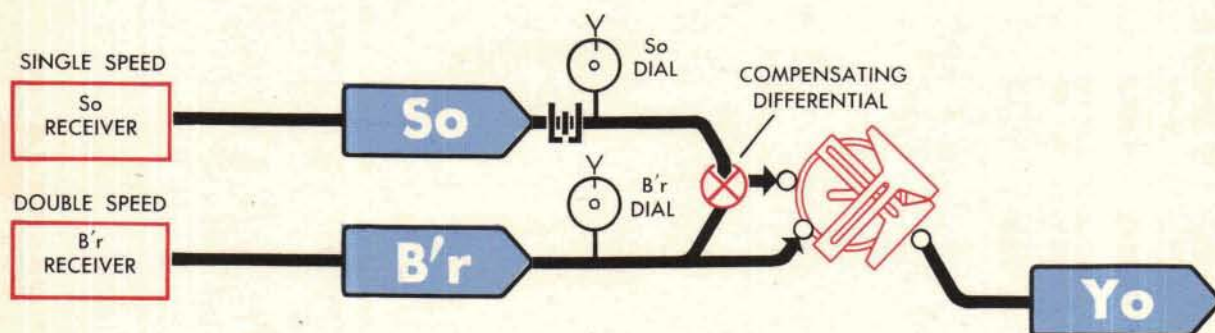 SINGLE SPEED
So
RECEIVER
So
So
DIAL
COMPENSATING
DIFFERENTIAL
DOUBLE SPEED
B'r
RECEIVER
B'r
B'r
DIAL
Yo